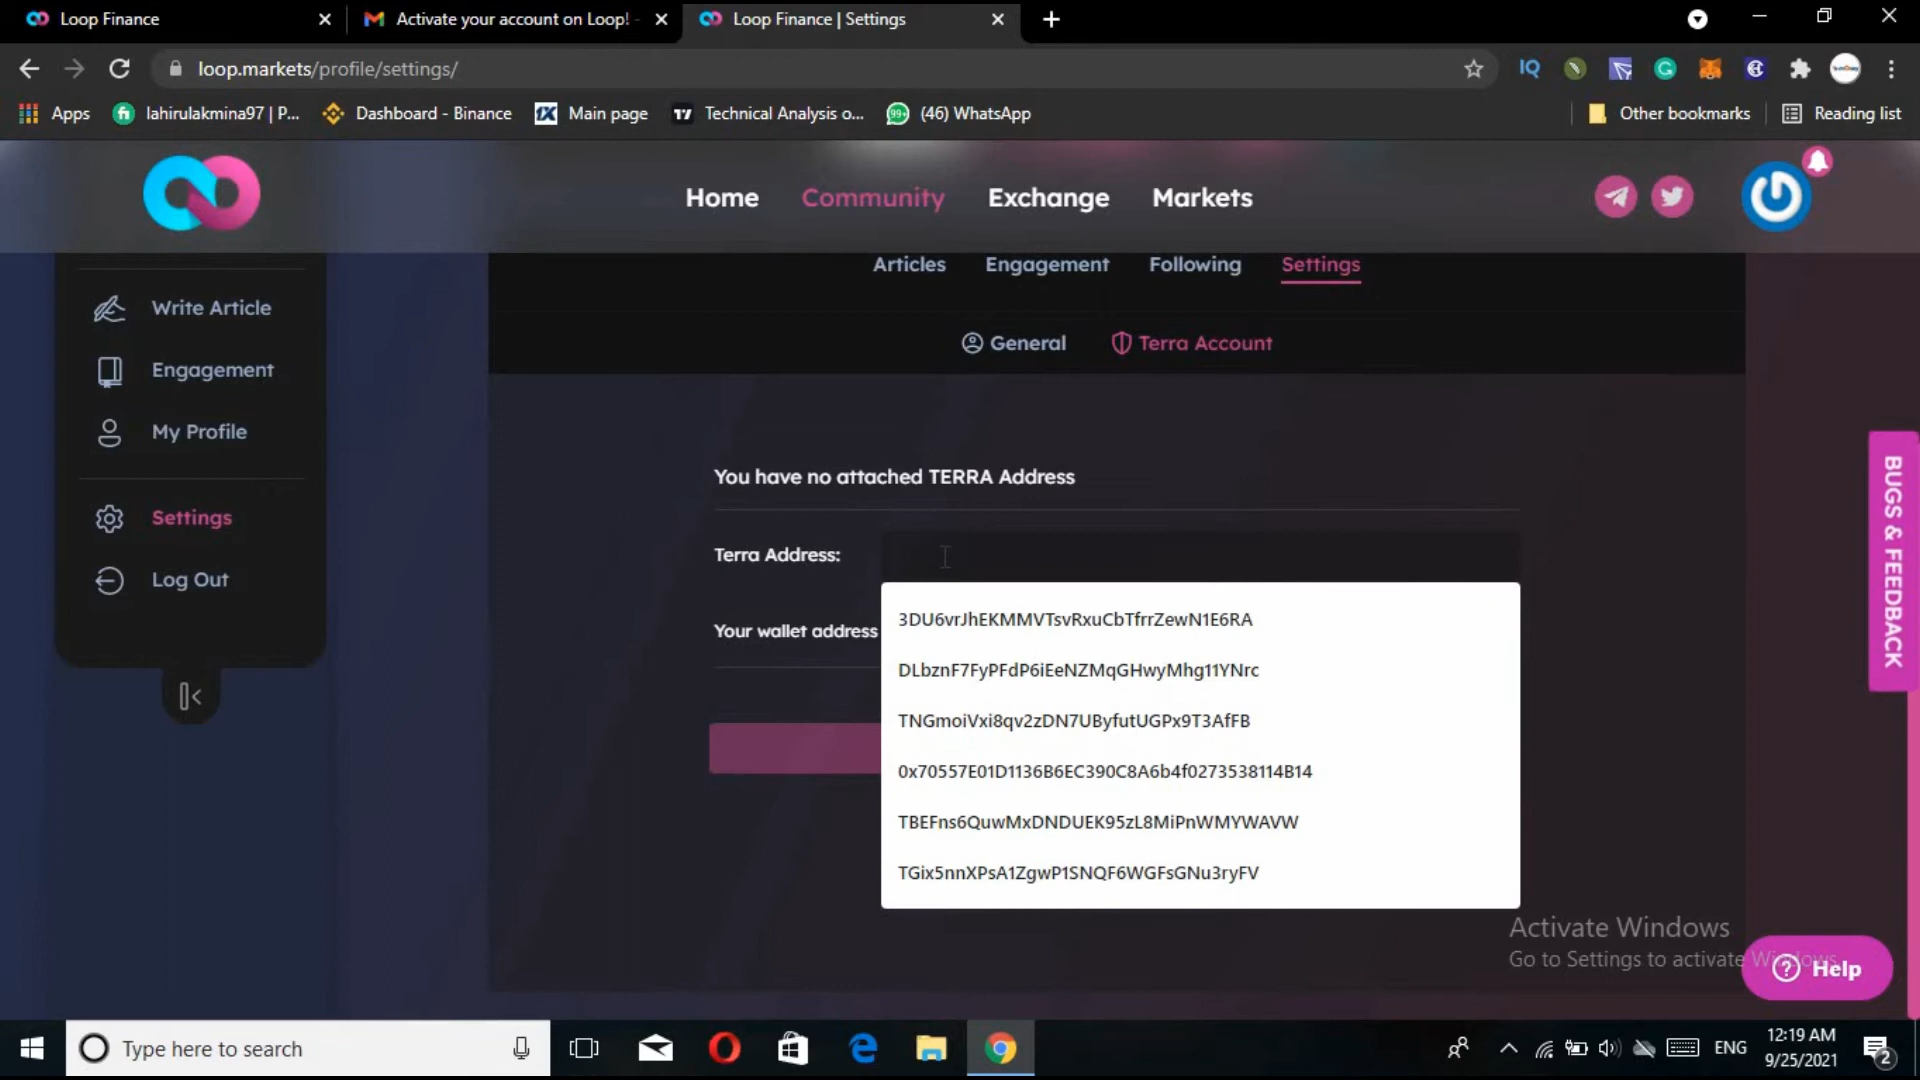 Loop Finance
Activate your account on Loop! -
Loop Finance | Settings
loop.markets/profile/settings/
IQ
Apps
lahirulakmina97 | P...
Dashboard - Binance
Main page
Technical Analysis o...
99+
(46) WhatsApp
Other bookmarks
Reading list
Home
Community
Exchange
Markets
Articles
Engagement
Following
Settings
General
Terra Account
Write Article
Engagement
My Profile
Settings
Log Out
You have no attached TERRA Address
Terra Address:
Your wallet address
3DU6vrJhEKMMVTsvRxuCbTfrrZewN1E6RA
DLbznF7FyPFdP6iEeNZMqGHwyMhg11YNrc
TNGmoiVxi8qv2zDN7UByfutUGPx9T3AfFB
0x70557E01D1136B6EC390C8A6b4f0273538114B14
TBEFns6QuwMxDNDUEK95zL8MiPnWMYWAVW
TGix5nnXPsA1ZgwP1SNQF6WGFsGNu3ryFV
BUGS & FEEDBACK
Activate Windows
Go to Settings to activate Windows.
Help
Type here to search
ENG
12:19 AM
9/25/2021
2